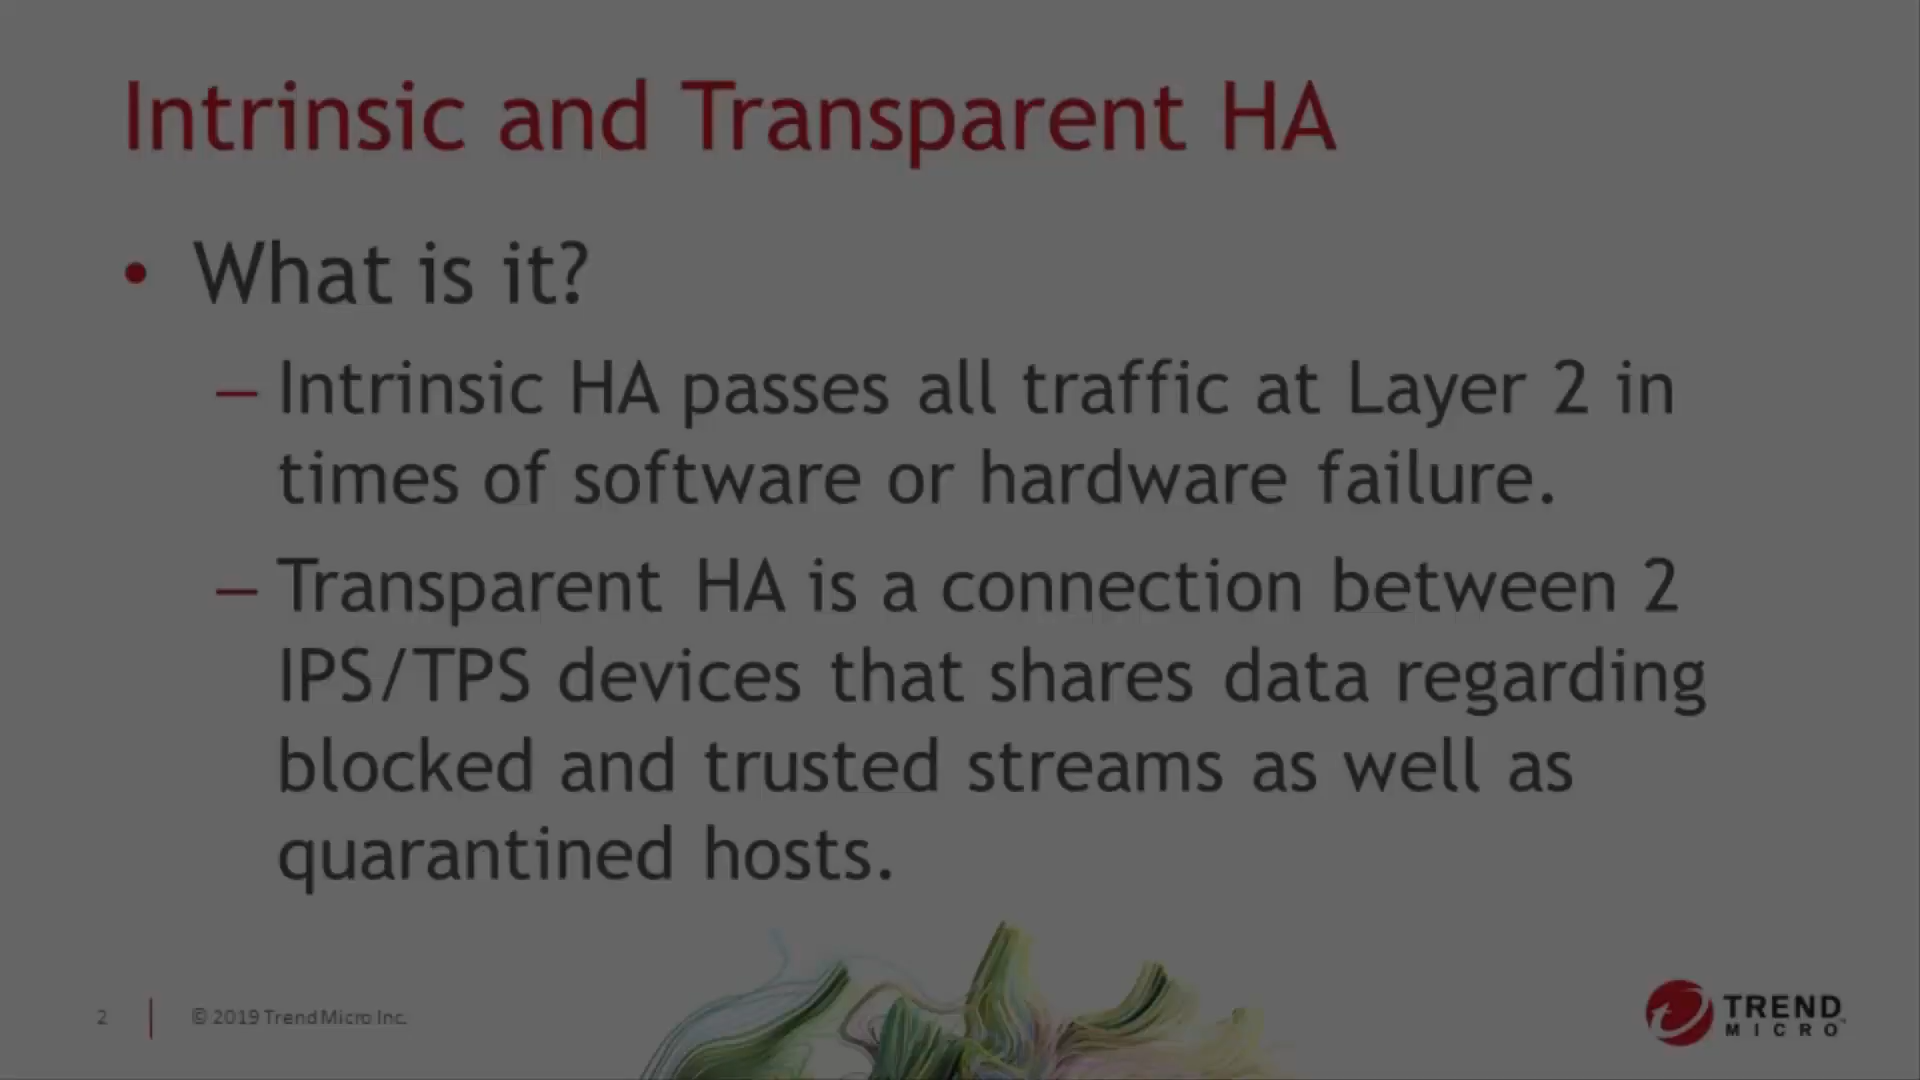 Intrinsic and Transparent HA
• What is it?
– Intrinsic HA passes all traffic at Layer 2 in
times of software or hardware failure.
– Transparent HA is a connection between 2
IPS/TPS devices that shares data regarding
blocked and trusted streams as well as
quarantined hosts.
2
© 2019 Trend Micro Inc.
TREND
MICRO™